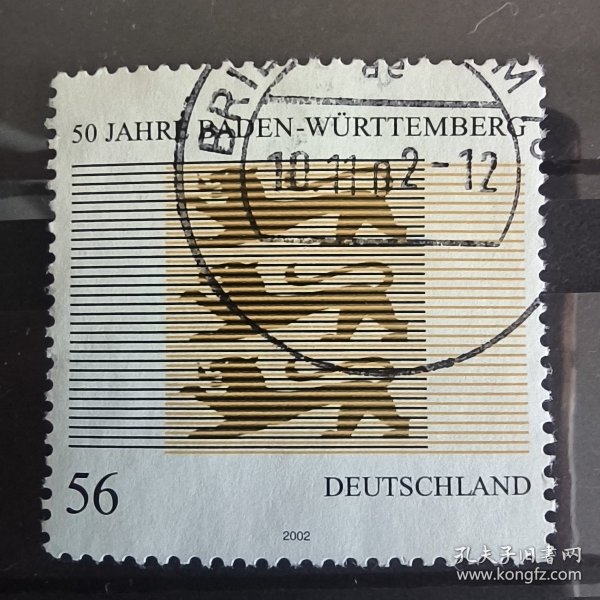 50 JAHRE BADEN-WÜRTTEMBERG
10.11.02-12
56
DEUTSCHLAND
2002
孔夫子旧书网
www.kongfz.com